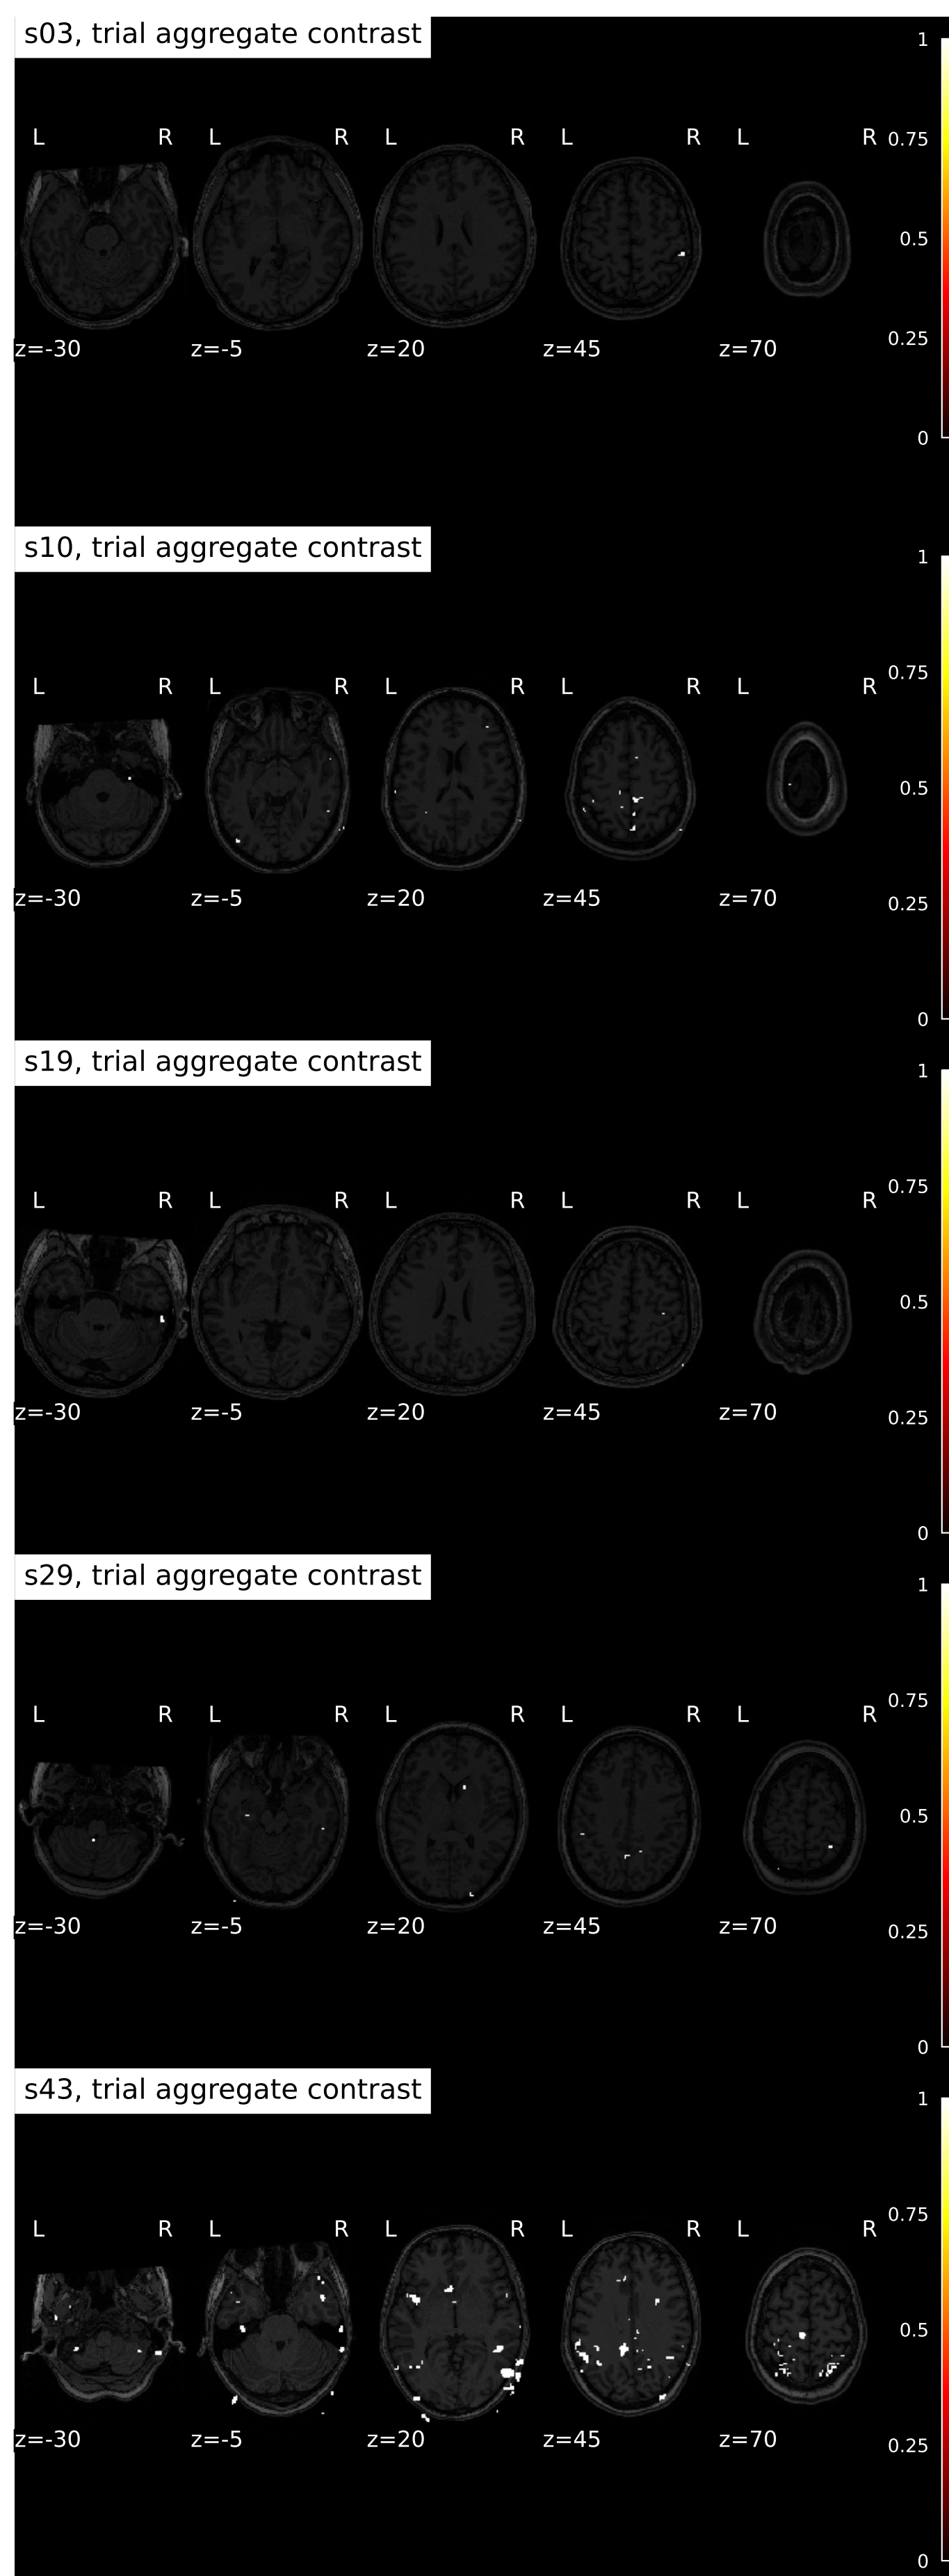 s03, trial aggregate contrast
1
L R L R L R L R L R 0.75
0.5
0.25
z=-30 z=-5 z=20 z=45 z=70
0
s10, trial aggregate contrast
1
0.75
L R L R L R L R L R
0.5
z=-30 z=-5 z=20 z=45 z=70
0.25
0
s19, trial aggregate contrast
1
0.75
L R L R L R L R L R
0.5
z=-30 z=-5 z=20 z=45 z=70
0.25
0
s29, trial aggregate contrast
1
0.75
L R L R L R L R L R
0.5
z=-30 z=-5 z=20 z=45 z=70
0.25
0
s43, trial aggregate contrast
1
0.75
L R L R L R L R L R
0.5
z=-30 z=-5 z=20 z=45 z=70
0.25
0